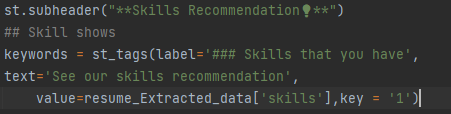 st.subheader("**Skills Recommendation💡**")
## Skill shows
keywords = st_tags(label='### Skills that you have',
text='See our skills recommendation',
    value=resume_Extracted_data['skills'],key = '1')